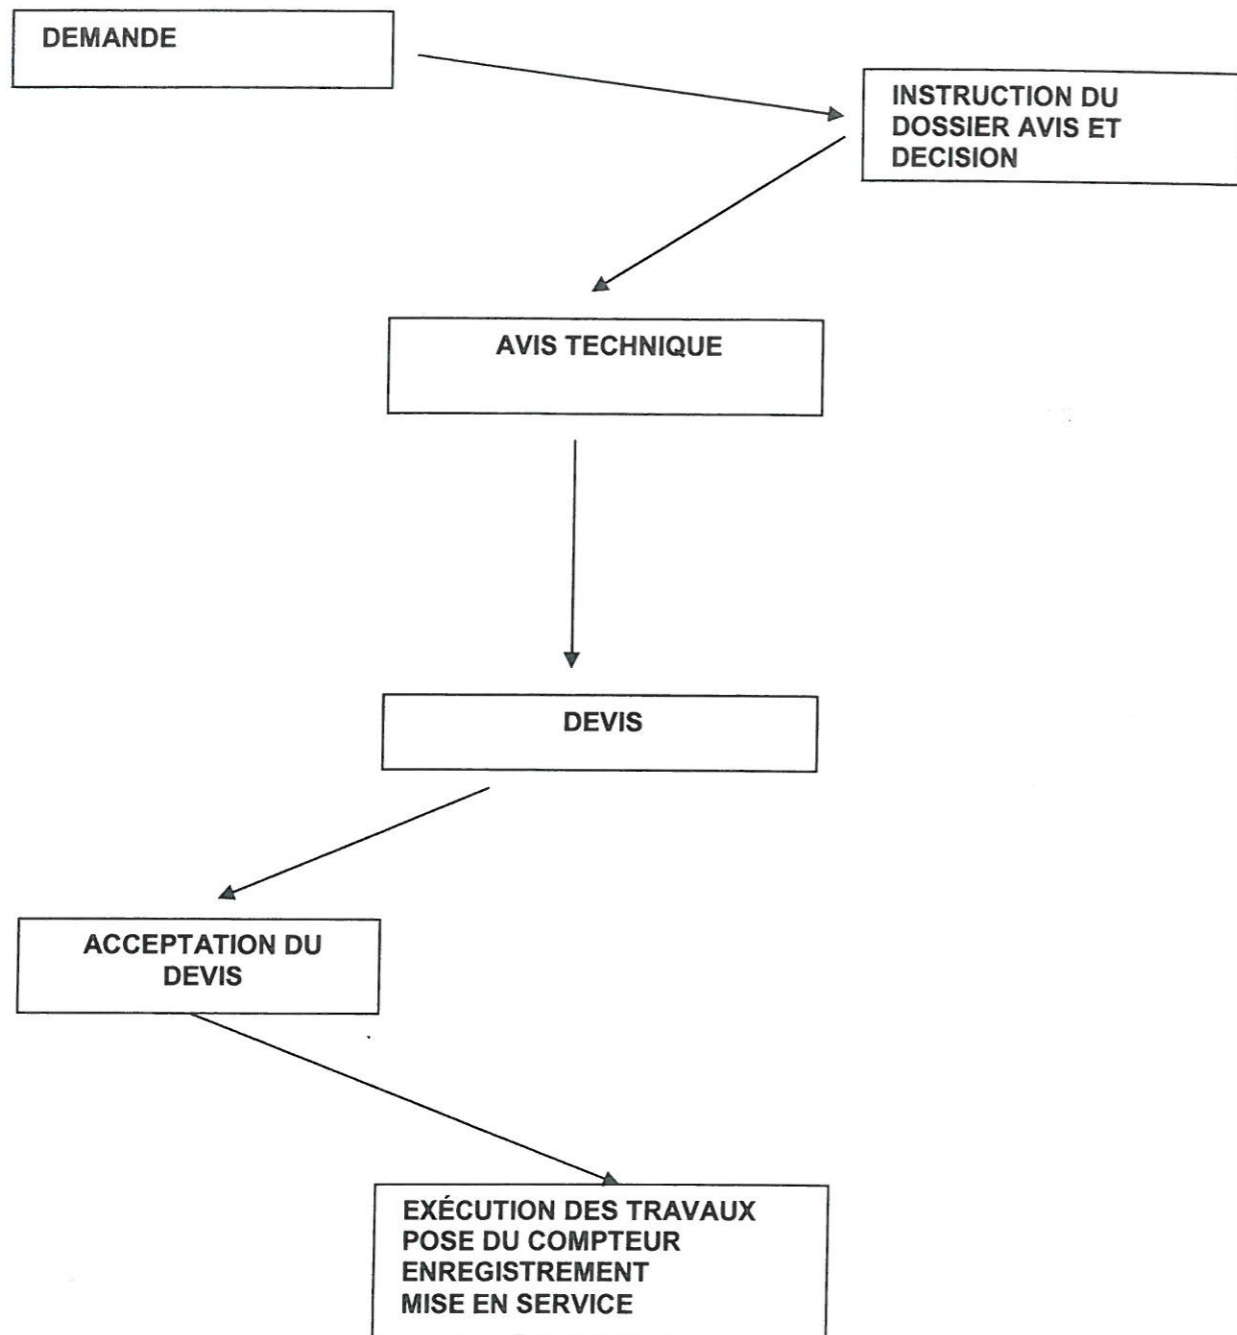 DEMANDE
INSTRUCTION DU
DOSSIER AVIS ET
DECISION
AVIS TECHNIQUE
DEVIS
ACCEPTATION DU
DEVIS
EXÉCUTION DES TRAVAUX
POSE DU COMPTEUR
ENREGISTREMENT
MISE EN SERVICE